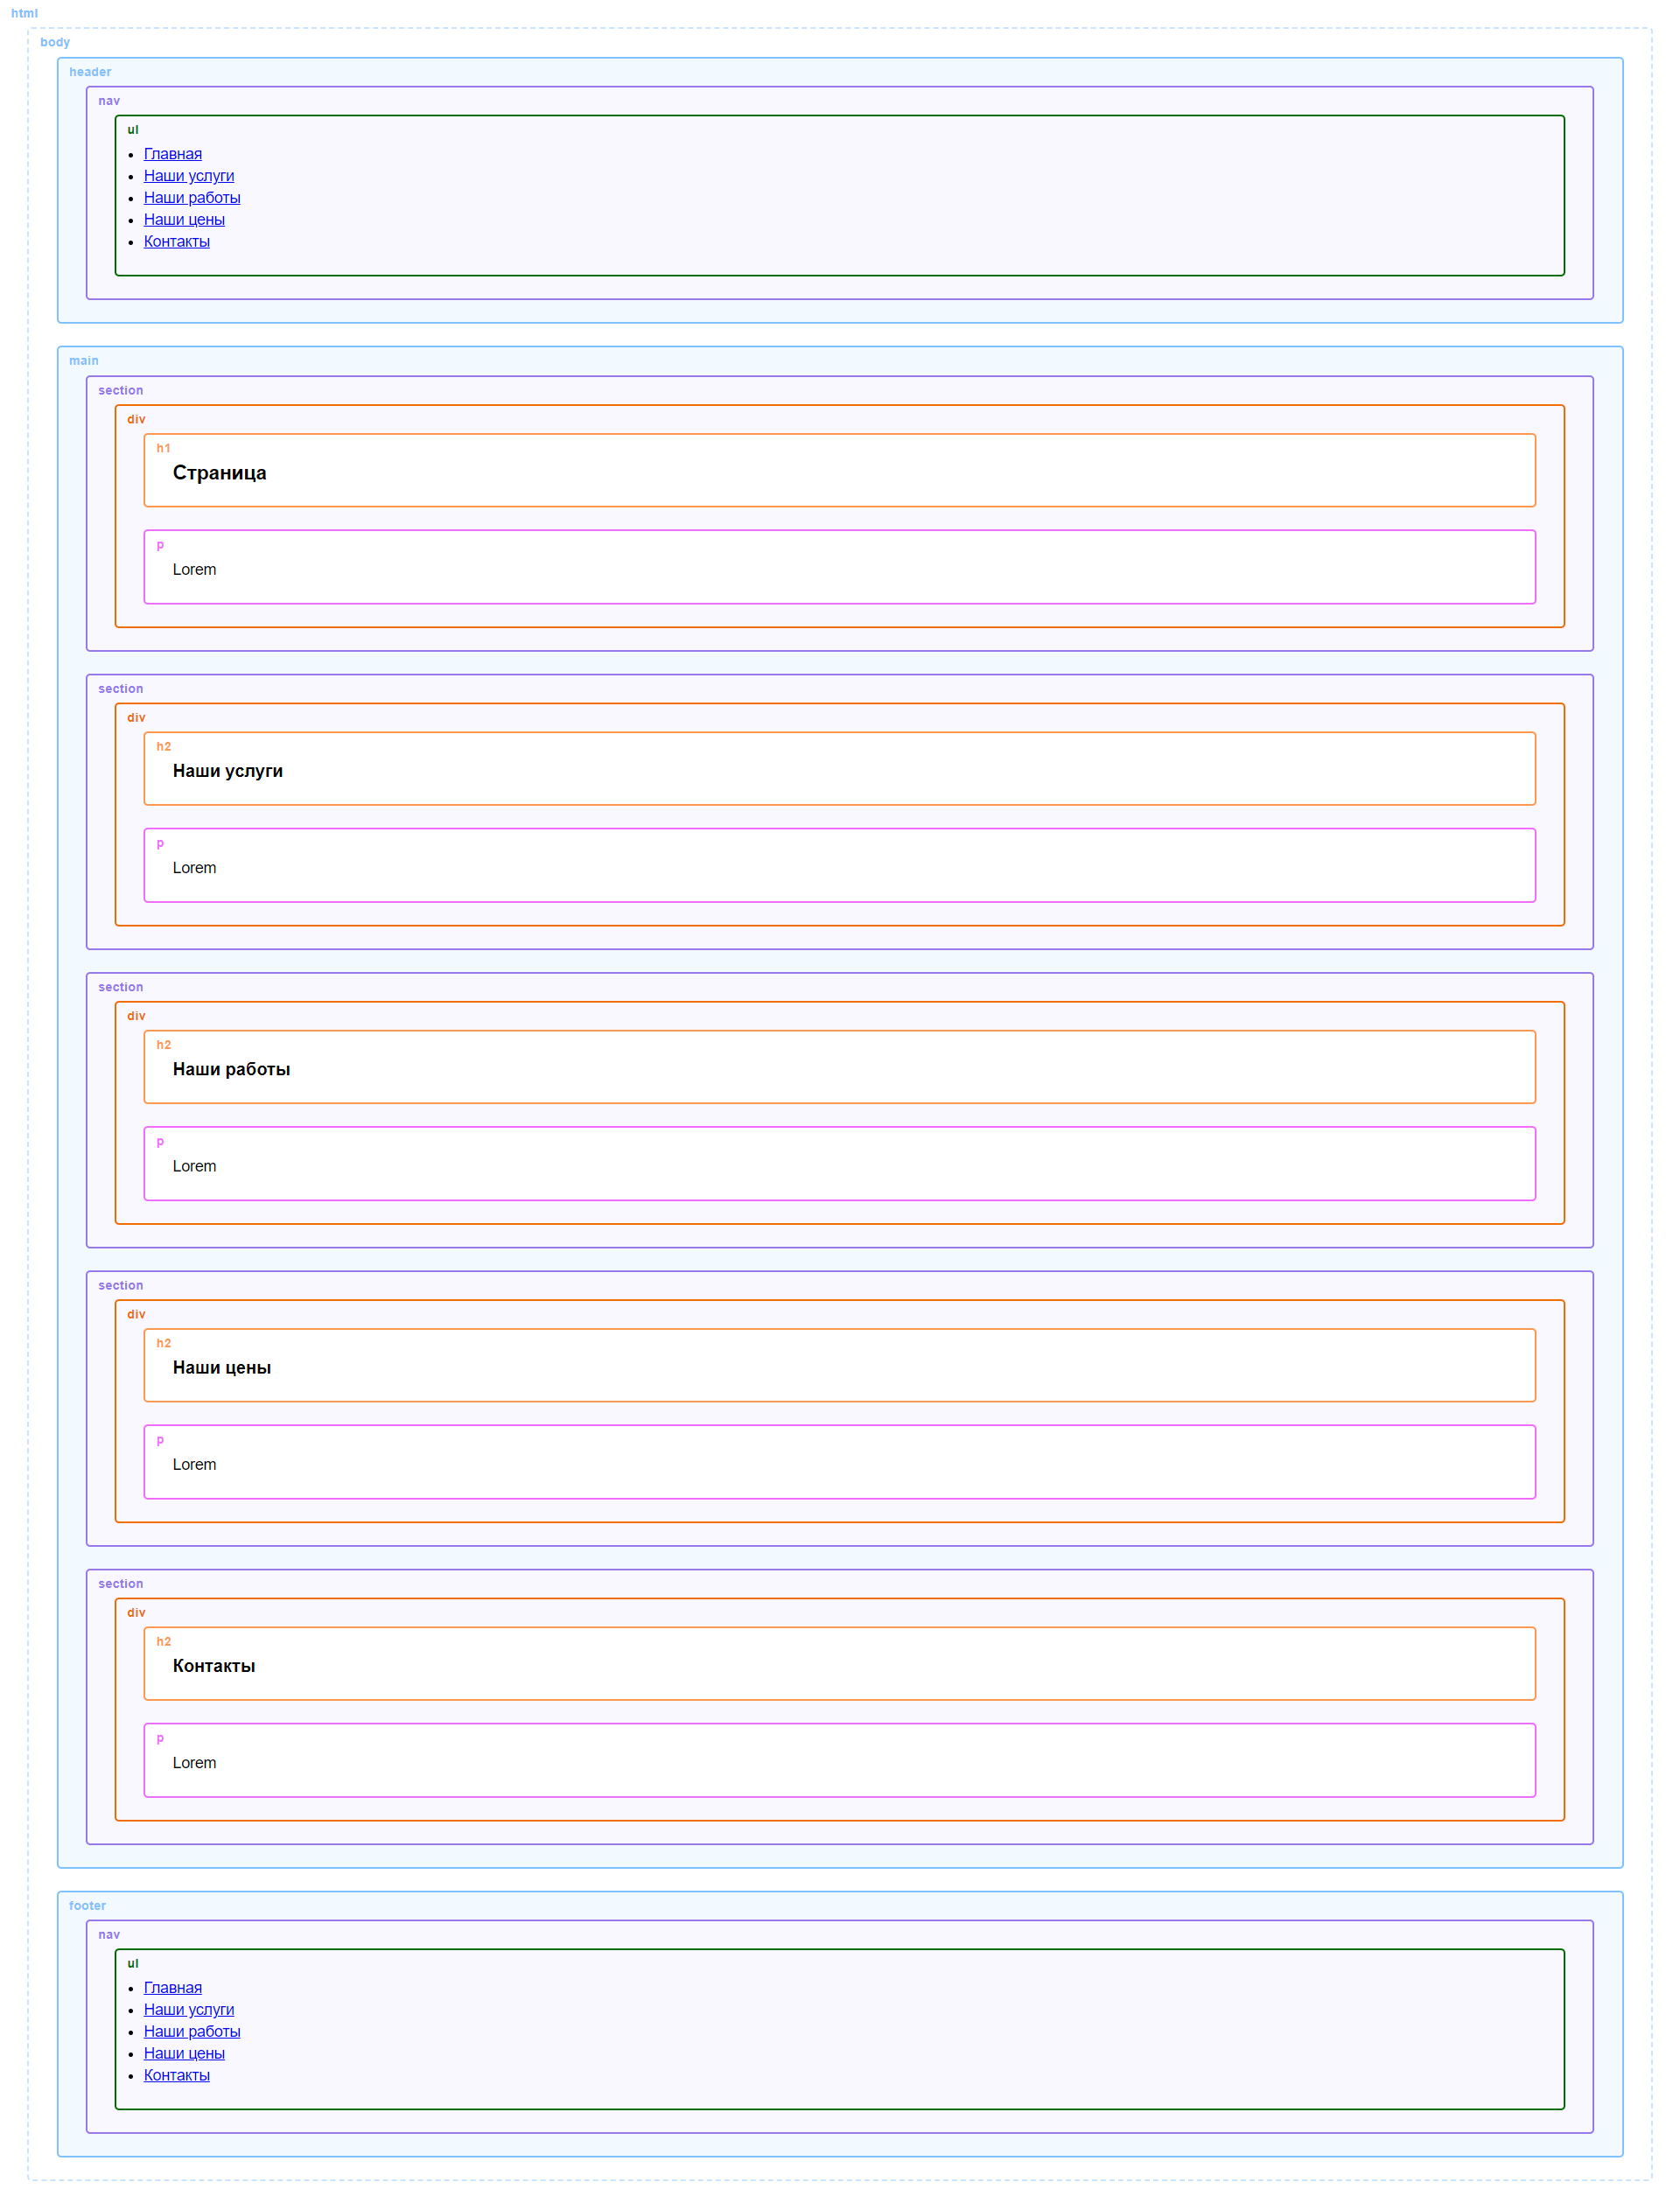 html
body
header
nav
ul
Главная
Наши услуги
Наши работы
Наши цены
Контакты
main
section
div
h1
Страница
p
Lorem
section
div
h2
Наши услуги
p
Lorem
section
div
h2
Наши работы
p
Lorem
section
div
h2
Наши цены
p
Lorem
section
div
h2
Контакты
p
Lorem
footer
nav
ul
Главная
Наши услуги
Наши работы
Наши цены
Контакты